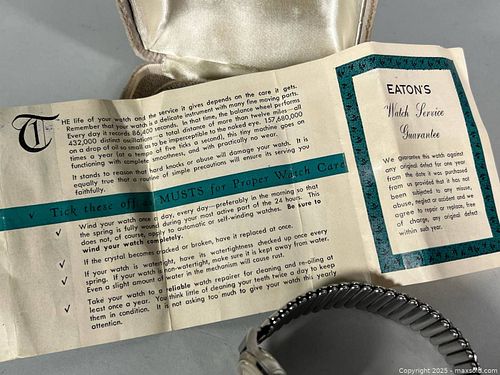 THE life of your watch and the service it gives depends on the care it gets.
Remember that your watch is a delicate instrument with many fine moving parts.
Every day it records 86,400 seconds. In that time, the balance wheel performs
432,000 distinct oscillations—a total distance of more than twelve miles—all
on a drop of oil so small as to be imperceptible to the naked eye. 157,680,000
times a year (at a tempo of five ticks a second) this tiny machine goes on
functioning with complete smoothness, and with practically no wear.
It stands to reason that hard knocks or abuse will damage your watch. It is
equally true that a routine of simple precautions will ensure its serving you
faithfully.
✓ Tick these off as MUSTS for Proper Watch Care
✓ Wind your watch once a day, every day—preferably in the morning so that
the spring is fully wound during your most active part of the 24 hours. This
does not, of course, apply to automatic or self-winding watches. Be sure to
wind your watch completely.
✓ If the crystal becomes cracked or broken, have it replaced at once.
✓ If your watch is watertight, have its watertightness checked up once every
spring. If your watch is non-watertight, make sure it is kept away from water.
Even a slight amount of water in the mechanism will cause rust.
✓ Take your watch to a reliable watch repairer for cleaning and re-oiling at
least once a year. You think little of cleaning your teeth twice a day to keep
them in condition. It is not asking too much to give your watch this yearly
attention.
EATON'S
Watch Service
Guarantee
We guarantee this watch against
any original defect for one year
from the date it was purchased
from us provided that it has not
been subjected to any misuse,
abuse, neglect or accident and we
agree to repair or replace, free
of charge, any original defect
within such year.
Copyright 2025 - maxsold.com